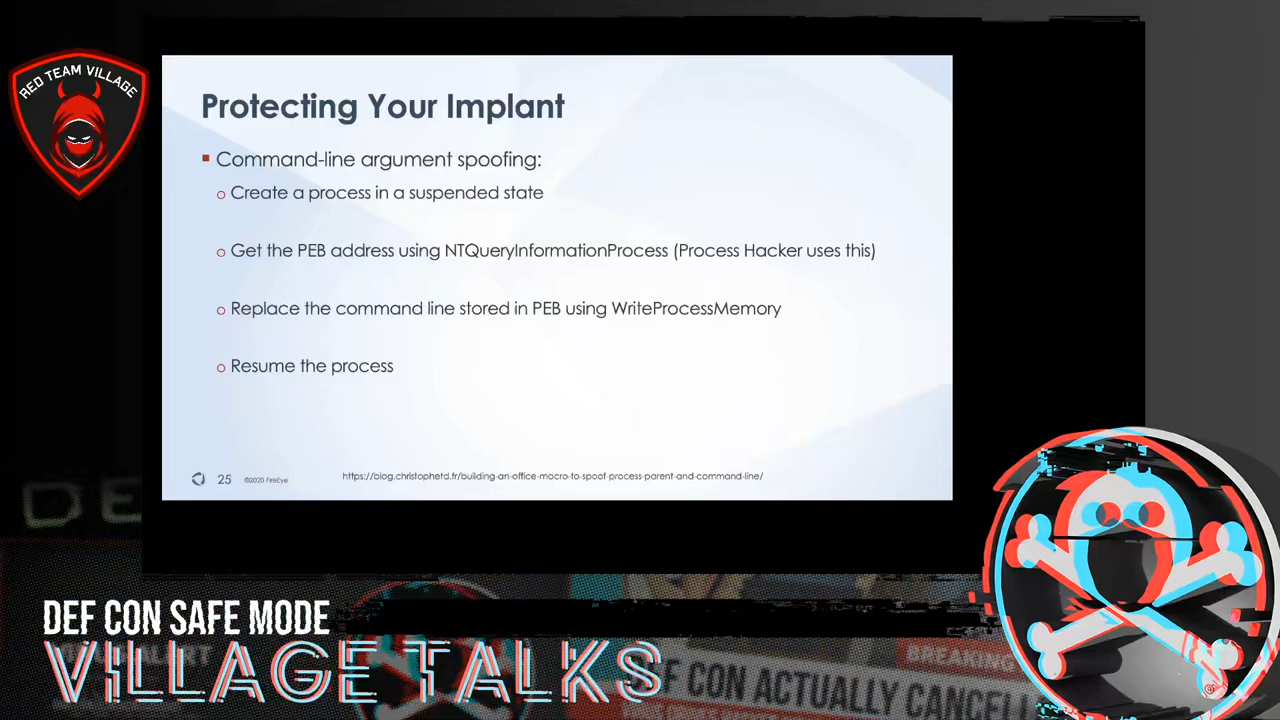 RED TEAM VILLAGE
Protecting Your Implant
Command-line argument spoofing:
Create a process in a suspended state
Get the PEB address using NTQueryInformationProcess (Process Hacker uses this)
Replace the command line stored in PEB using WriteProcessMemory
Resume the process
25
©2020 FireEye
https://blog.christophetd.fr/building-an-office-macro-to-spoof-process-parent-and-command-line/
DE
DEF CON SAFE MODE
VILLAGE TALKS
BREAKING
DEF CON ACTUALLY CANCEL